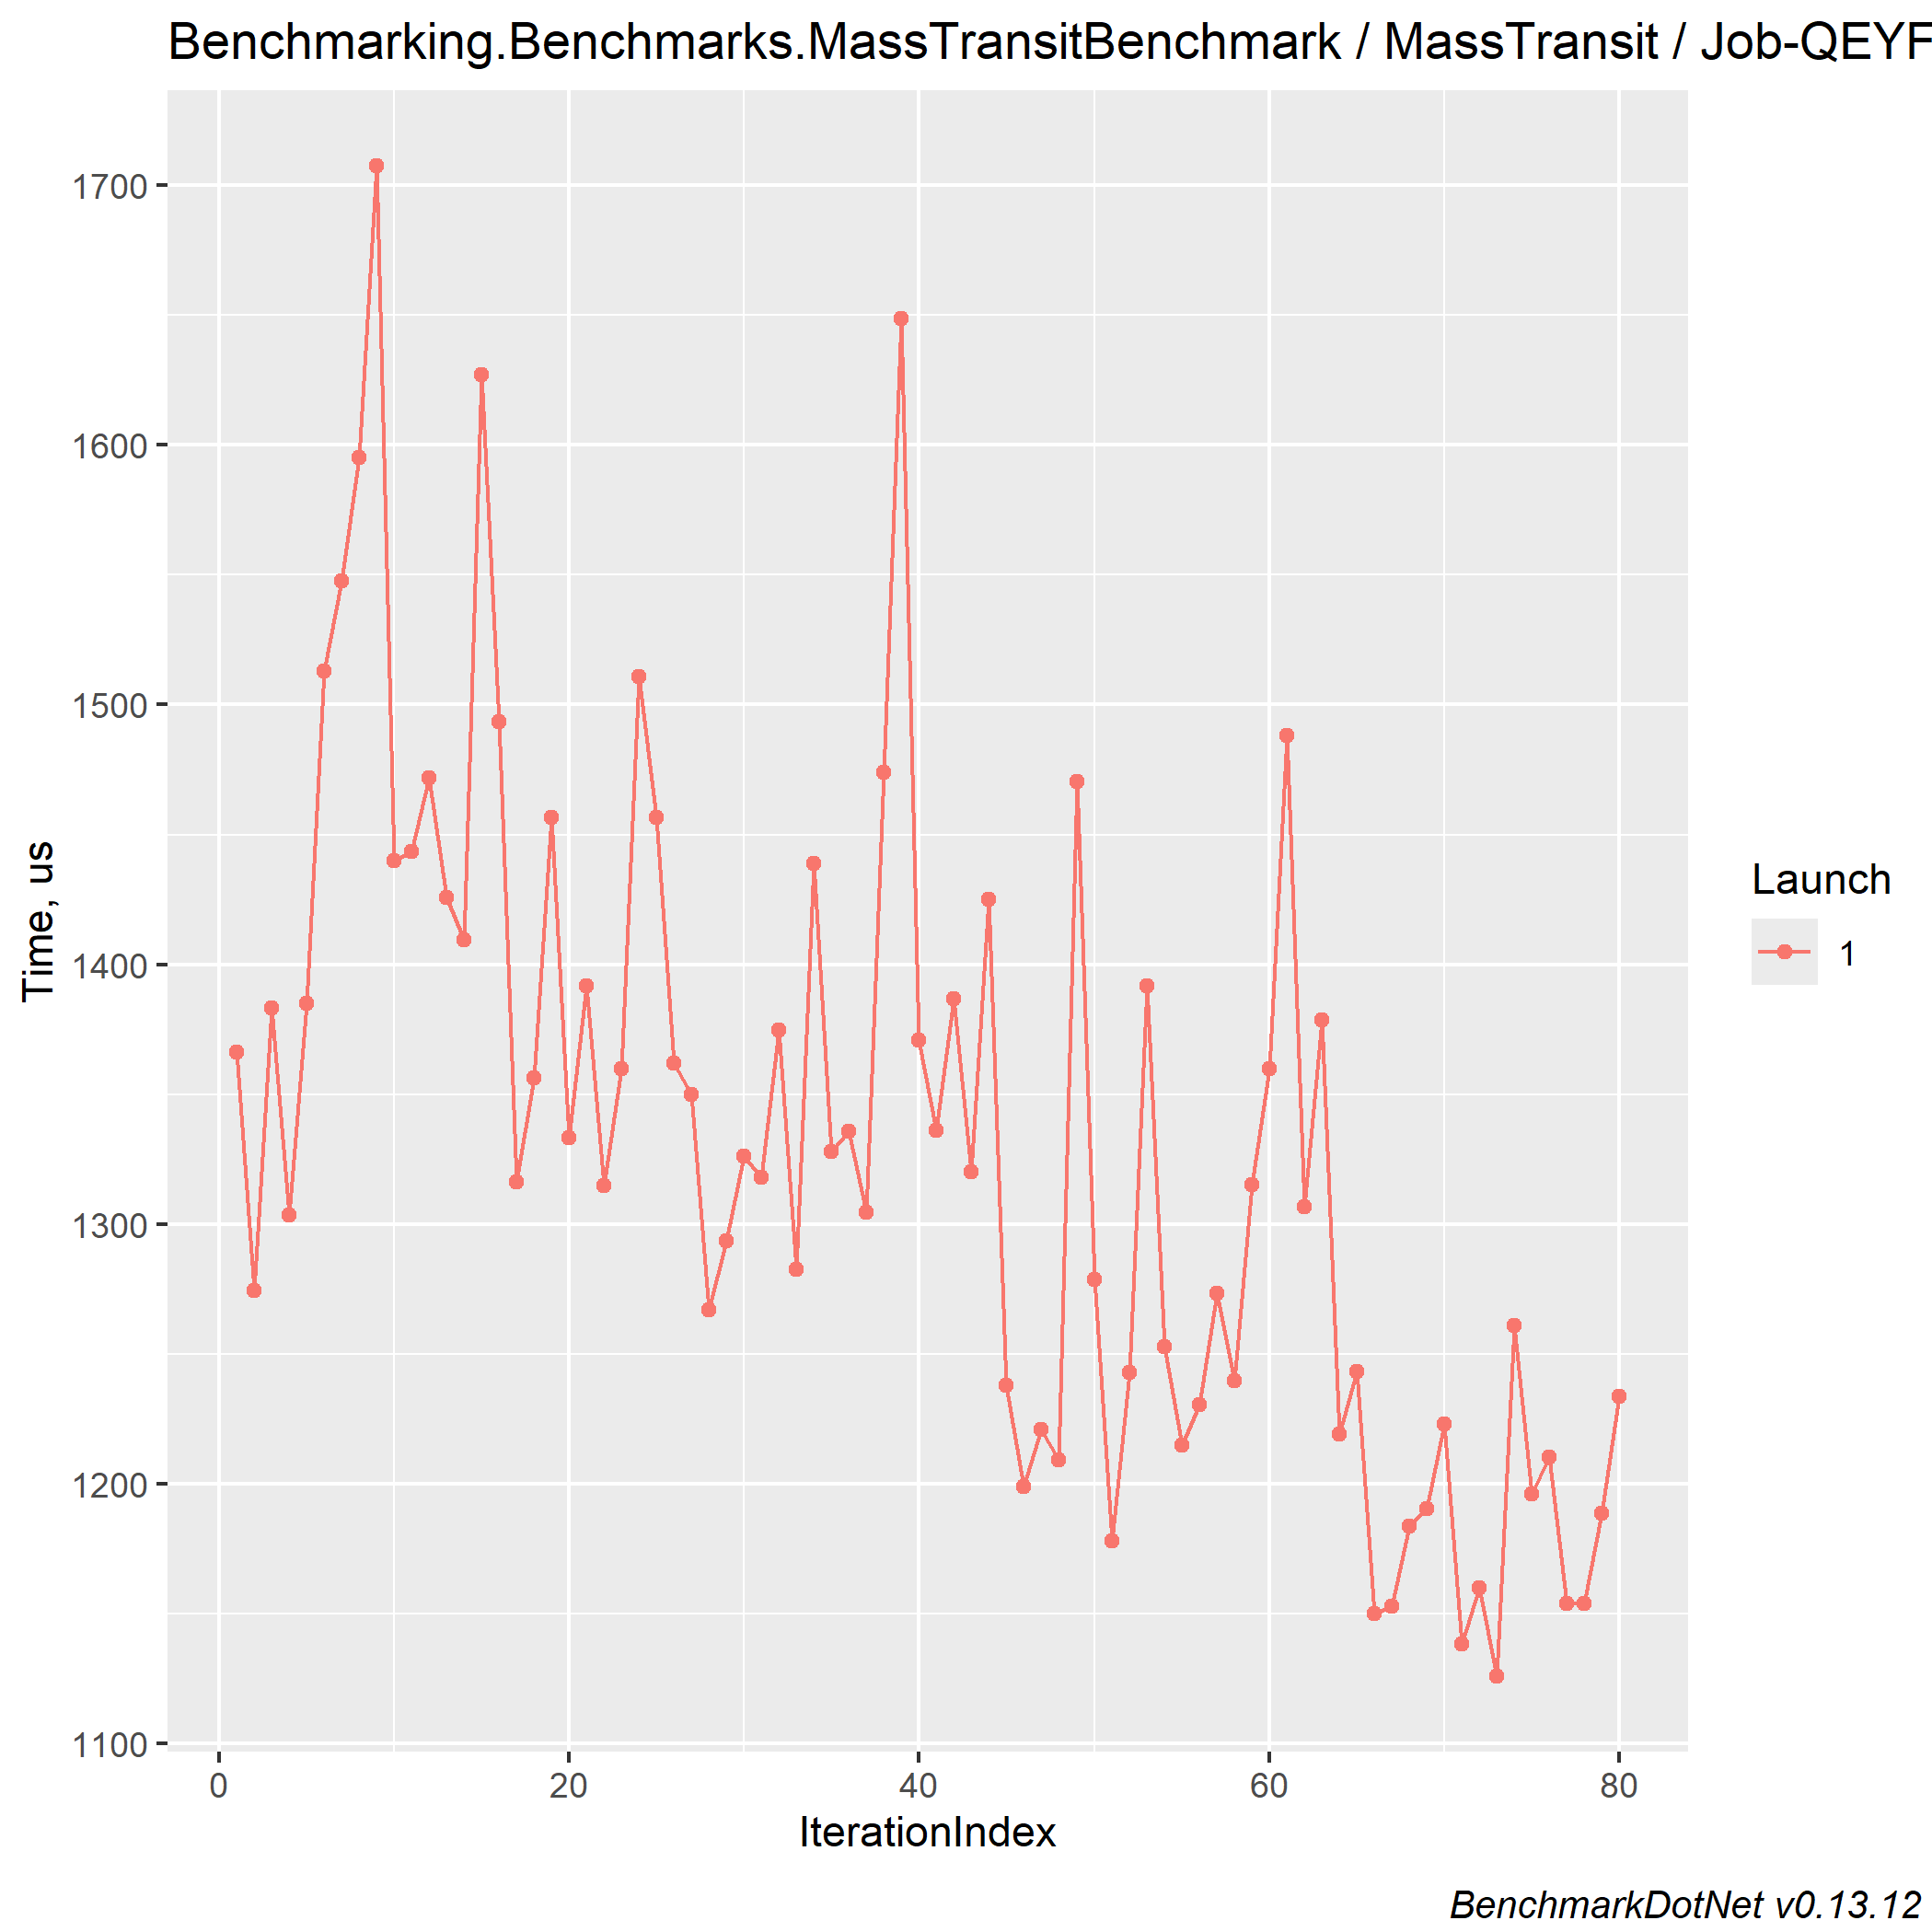 Benchmarking.Benchmarks.MassTransitBenchmark / MassTransit / Job-QEYF
1700
1600
1500
1400
1300
1200
1100
Time, us
0 20 40 60 80
IterationIndex
Launch
1
BenchmarkDotNet v0.13.12